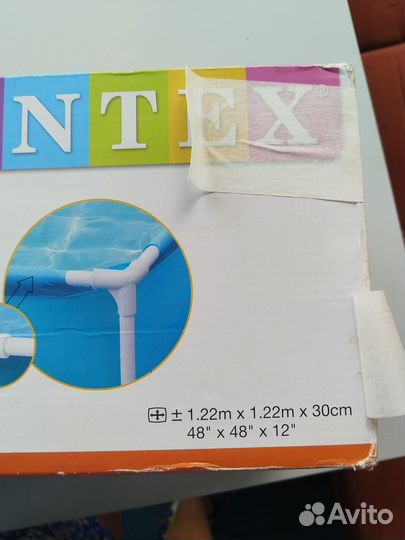 NTEX®
± 1.22m x 1.22m x 30cm
48" x 48" x 12"
Avito